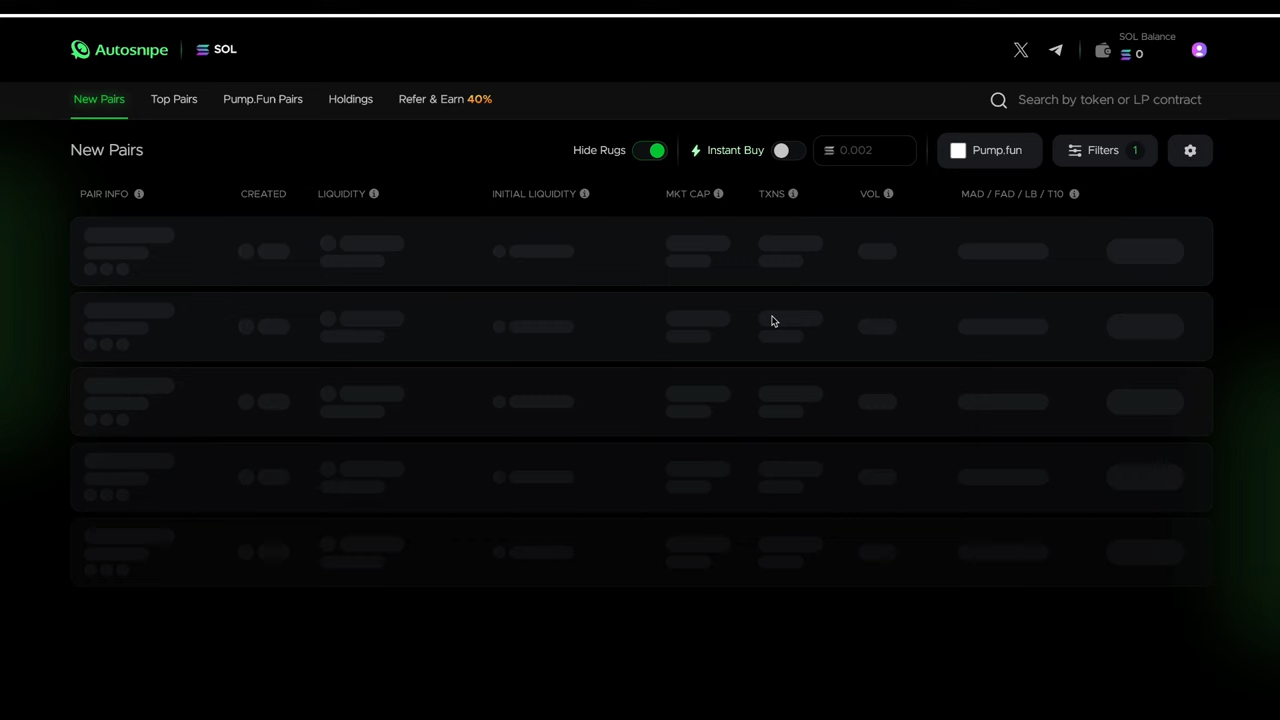 Autosnipe SOL
SOL Balance
0
New Pairs Top Pairs Pump.Fun Pairs Holdings Refer & Earn 40%
Search by token or LP contract
New Pairs
Hide Rugs Instant Buy 0.002 Pump.fun Filters 1
PAIR INFO CREATED LIQUIDITY INITIAL LIQUIDITY MKT CAP TXNS VOL MAD / FAD / LB / T10